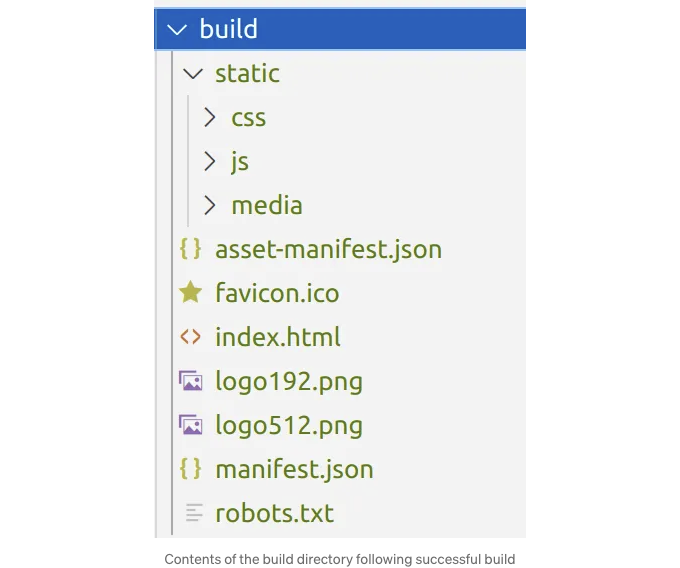 build
static
css
js
media
asset-manifest.json
favicon.ico
index.html
logo192.png
logo512.png
manifest.json
robots.txt
Contents of the build directory following successful build